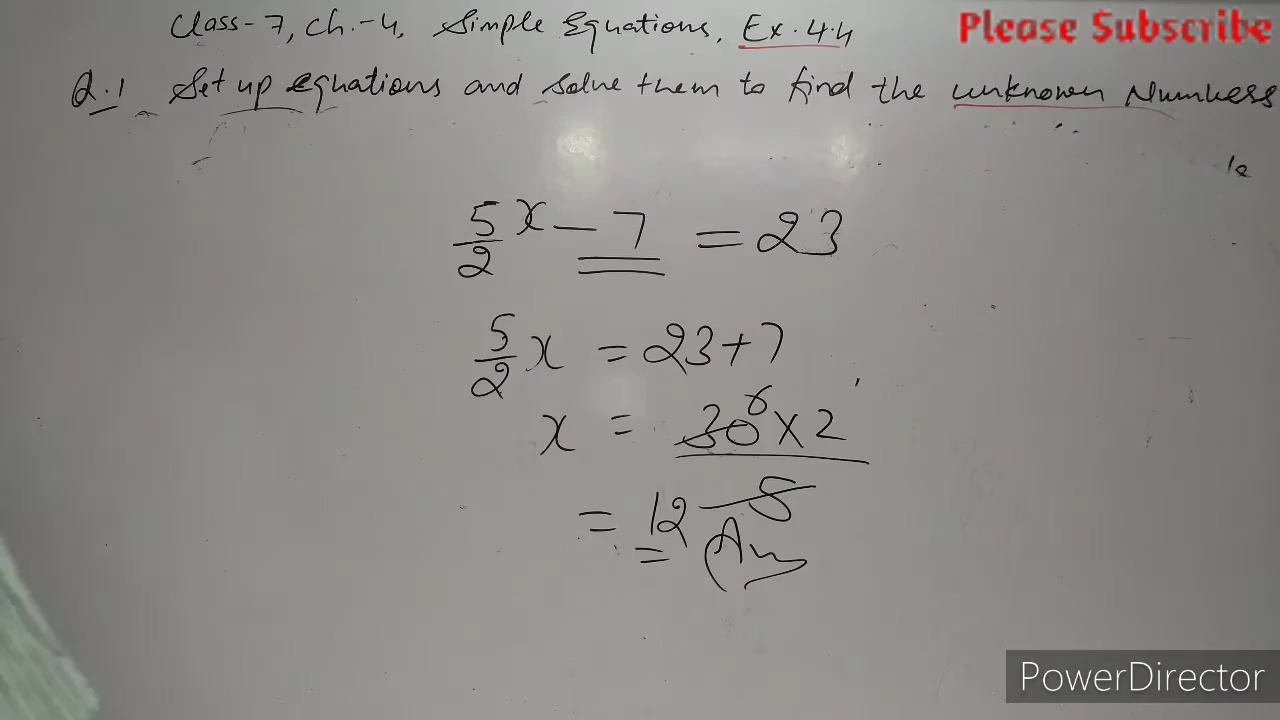 Class-7, Ch.-4, Simple Equations, Ex. 4.4
Please Subscribe
Q.1 Set up equations and solve them to find the unknown Numbers
5/2 x - 7 = 23
5/2 x = 23 + 7
x = 30 6 × 2
5
= 12 Ans
PowerDirector